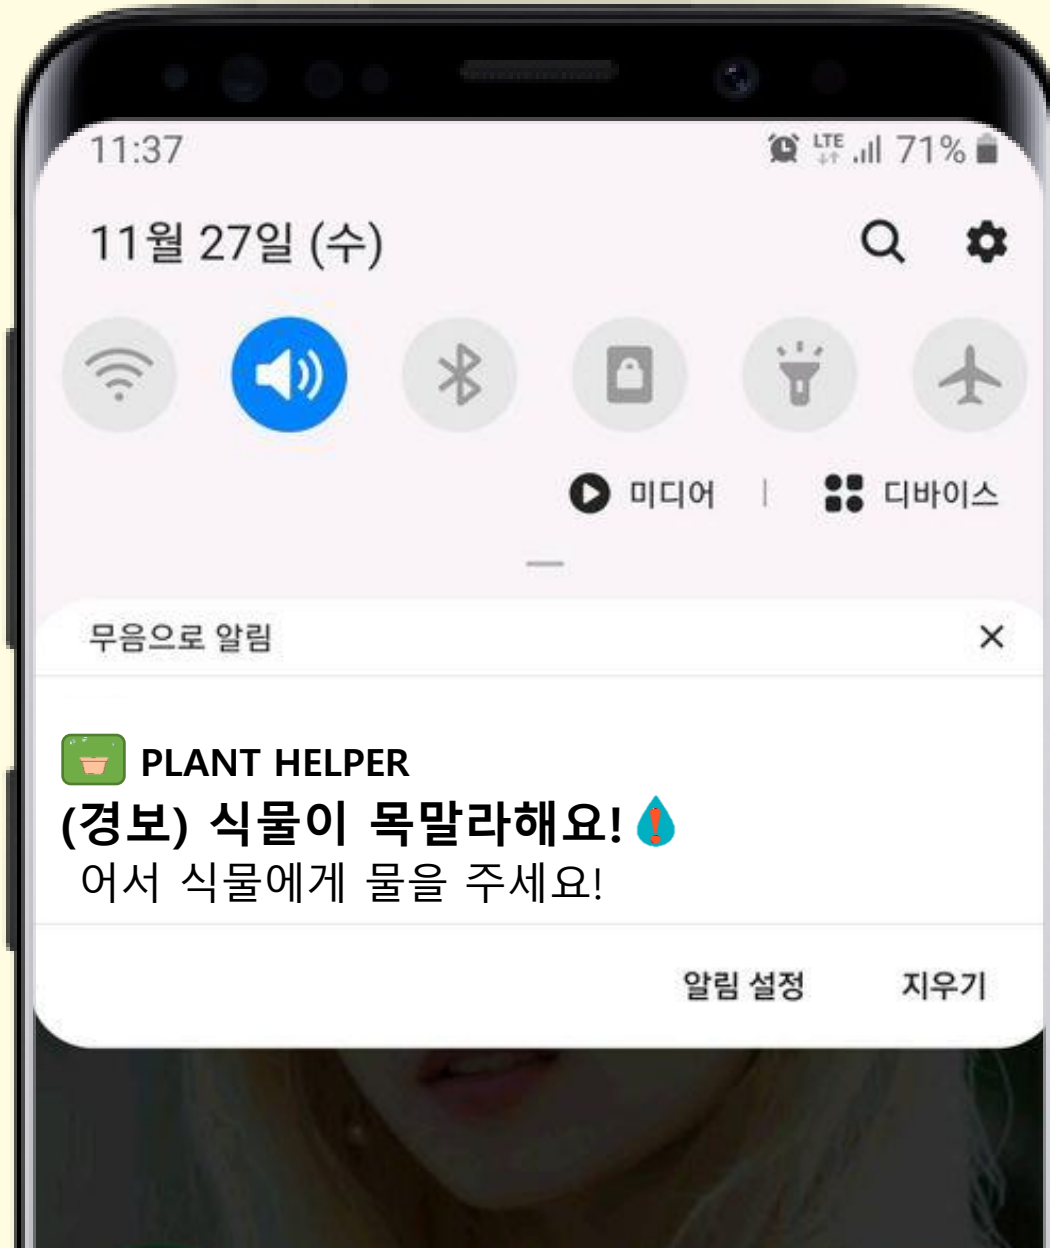 11:37 LTE 71%
11월 27일 (수)
미디어 | 디바이스
무음으로 알림
PLANT HELPER
(경보) 식물이 목말라해요!
어서 식물에게 물을 주세요!
알림 설정 지우기